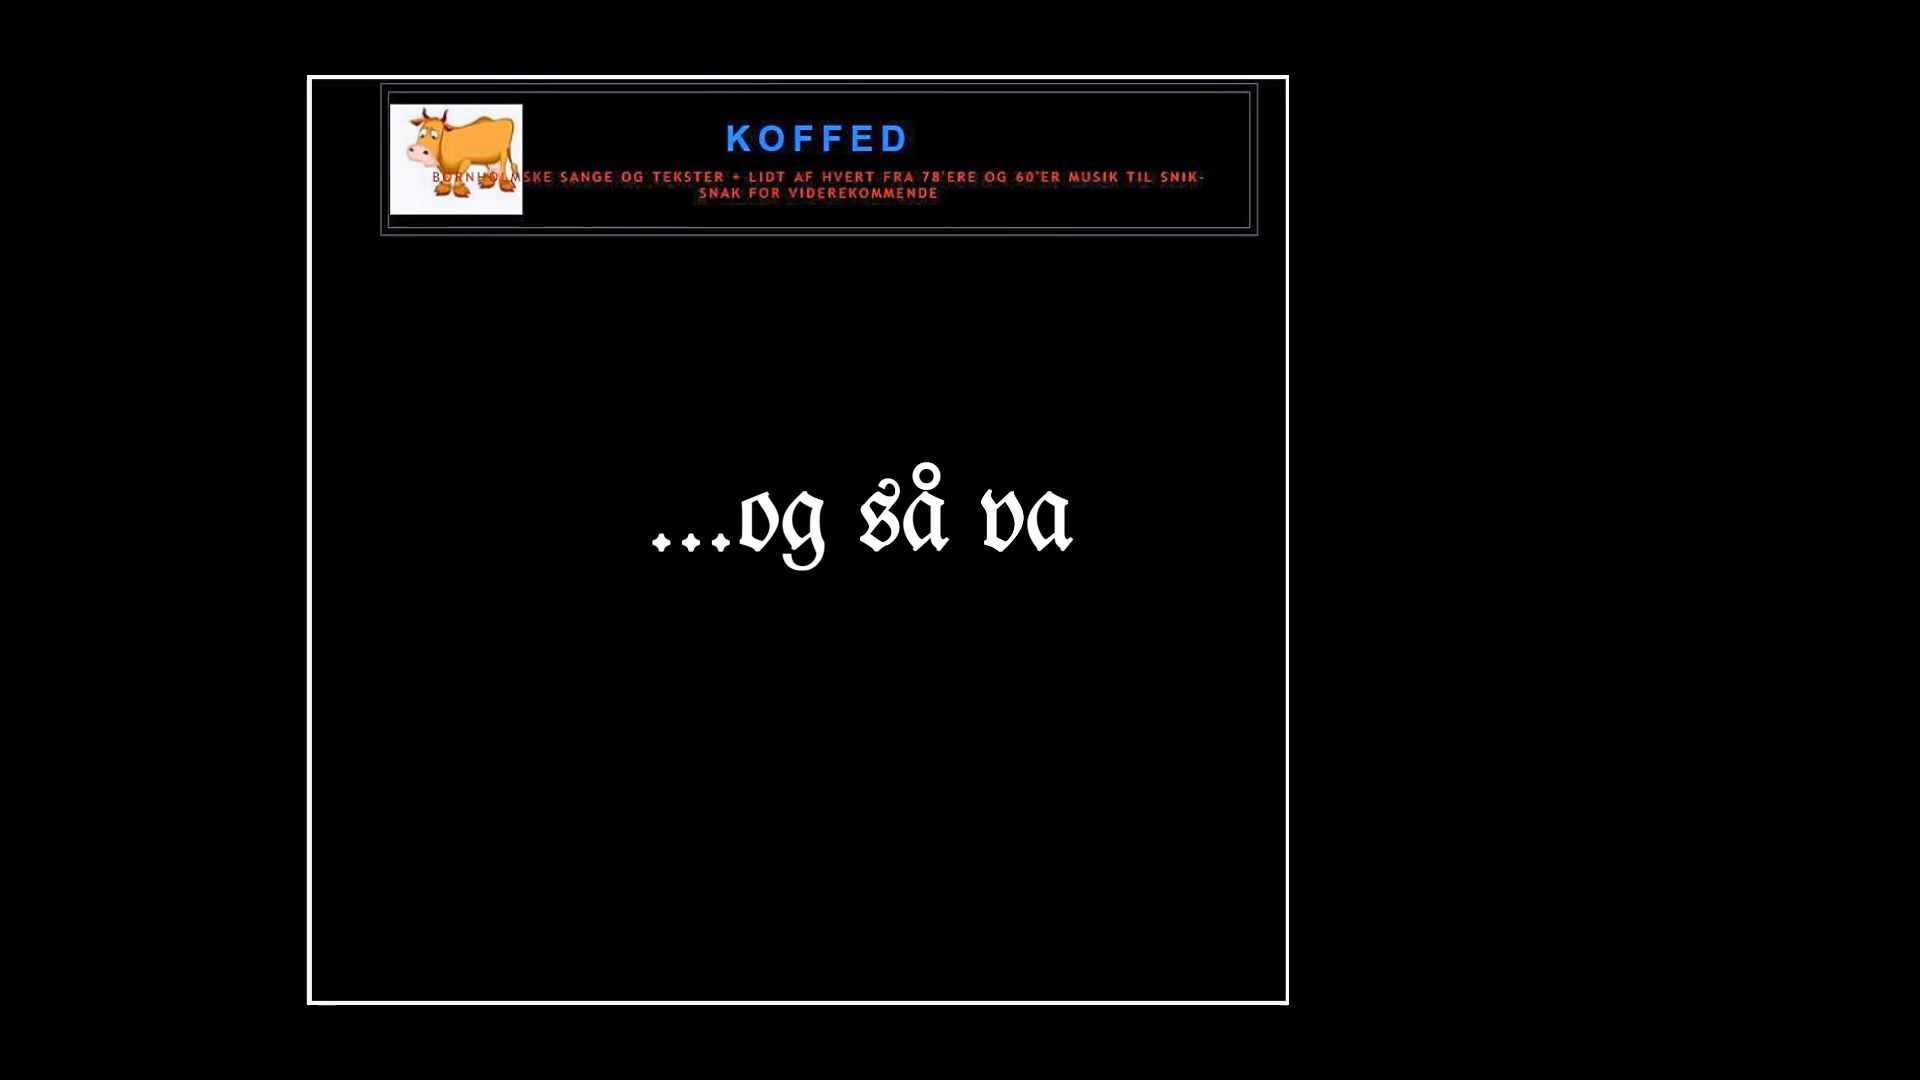 KOFFED
BORNHOLMSKE SANGE OG TEKSTER + LIDT AF HVERT FRA 78'ERE OG 60'ER MUSIK TIL SNIK-
SNAK FOR VIDEREKOMMENDE
...og så va